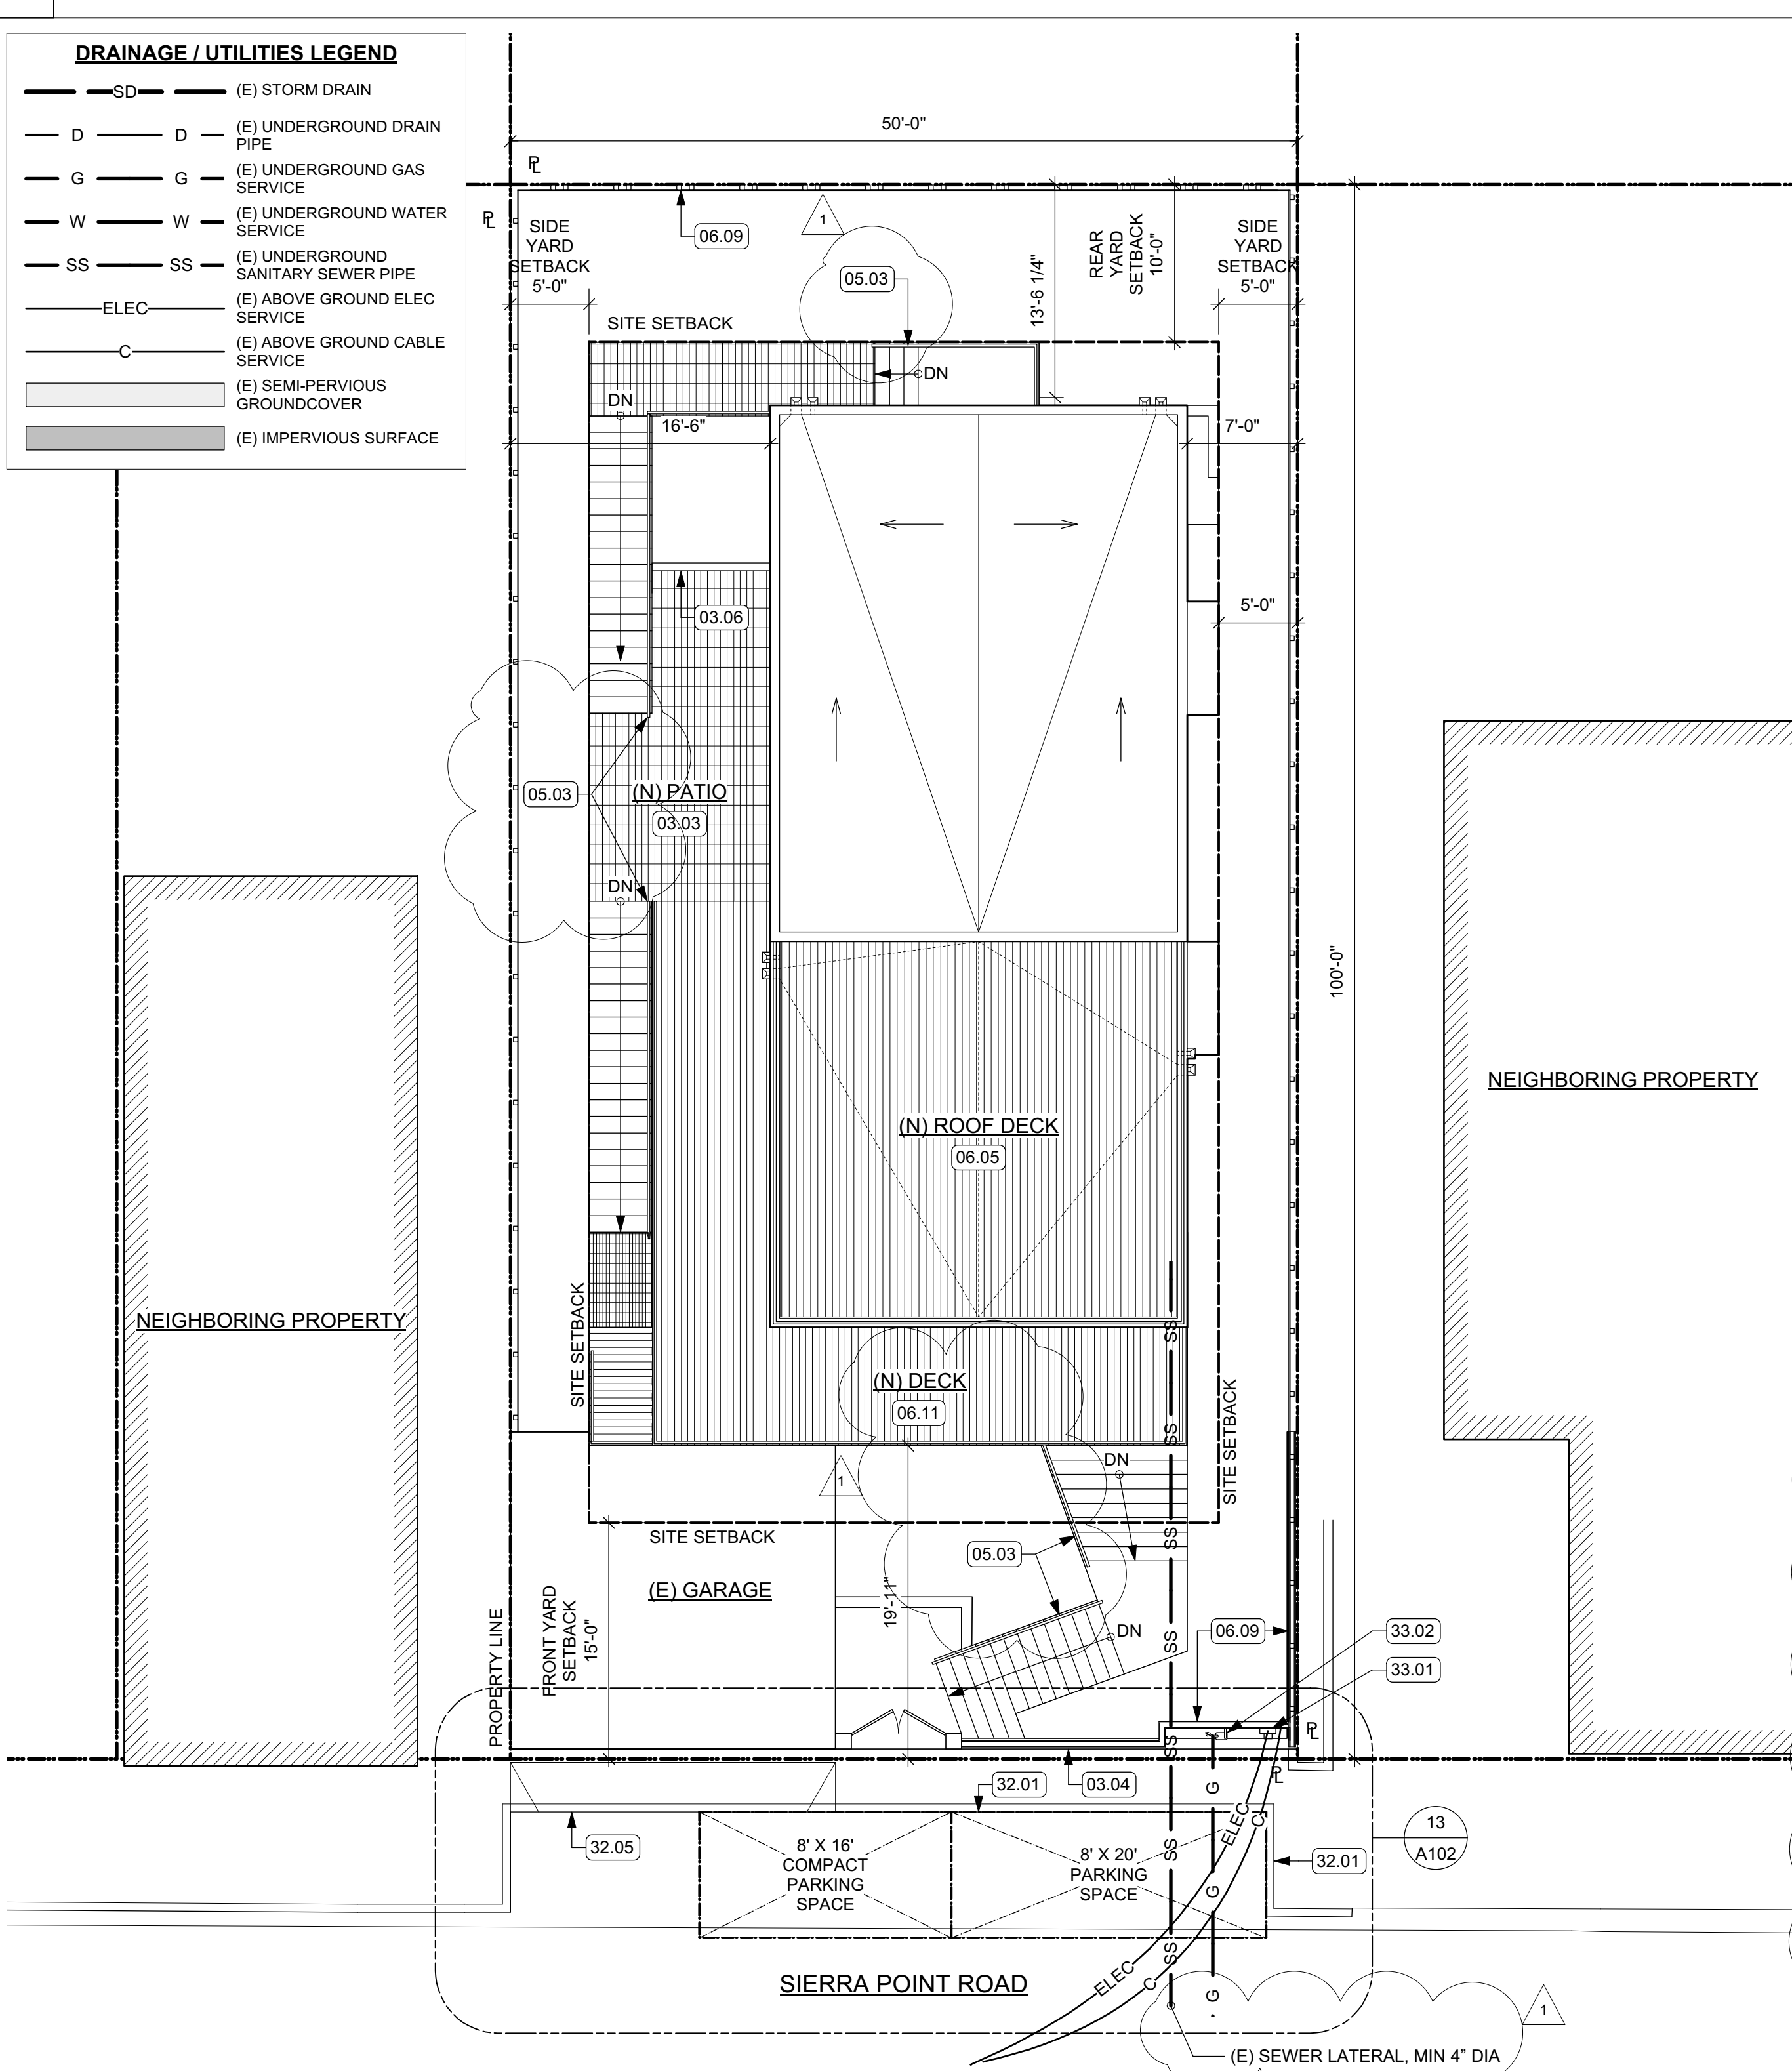 DRAINAGE / UTILITIES LEGEND
SD
(E) STORM DRAIN
D D
(E) UNDERGROUND DRAIN
PIPE
G G
(E) UNDERGROUND GAS
SERVICE
W W
(E) UNDERGROUND WATER
SERVICE
SS SS
(E) UNDERGROUND
SANITARY SEWER PIPE
ELEC
(E) ABOVE GROUND ELEC
SERVICE
C
(E) ABOVE GROUND CABLE
SERVICE
(E) SEMI-PERVIOUS
GROUNDCOVER
(E) IMPERVIOUS SURFACE
50'-0"
PL
PL
SIDE
YARD
SETBACK
5'-0"
06.09
1
05.03
13'-6 1/4"
REAR
YARD
SETBACK
10'-0"
SIDE
YARD
SETBACK
5'-0"
SITE SETBACK
DN
DN
16'-6"
7'-0"
5'-0"
03.06
05.03
(N) PATIO
03.03
DN
100'-0"
NEIGHBORING PROPERTY
(N) ROOF DECK
06.05
NEIGHBORING PROPERTY
SITE SETBACK
SS
(N) DECK
06.11
SS
SITE SETBACK
DN
1
SITE SETBACK
SS
05.03
(E) GARAGE
19'-11"
FRONT YARD
SETBACK
15'-0"
PROPERTY LINE
DN
SS
06.09
33.02
33.01
PL
SS
PL
32.01
03.04
G
ELEC
C
32.05
8' X 16'
COMPACT
PARKING
SPACE
8' X 20'
PARKING
SPACE
SS
G
32.01
13
A102
SIERRA POINT ROAD
ELEC
C
SS
G
1
(E) SEWER LATERAL, MIN 4” DIA